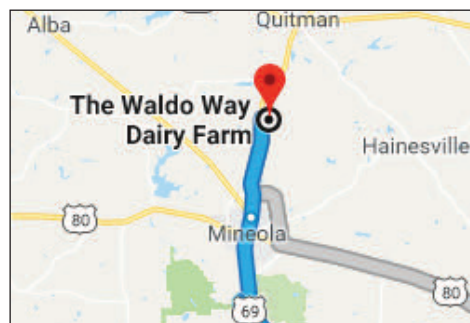 Alba
Quitman
The Waldo Way
Dairy Farm
Hainesville
80
Mineola
80
69